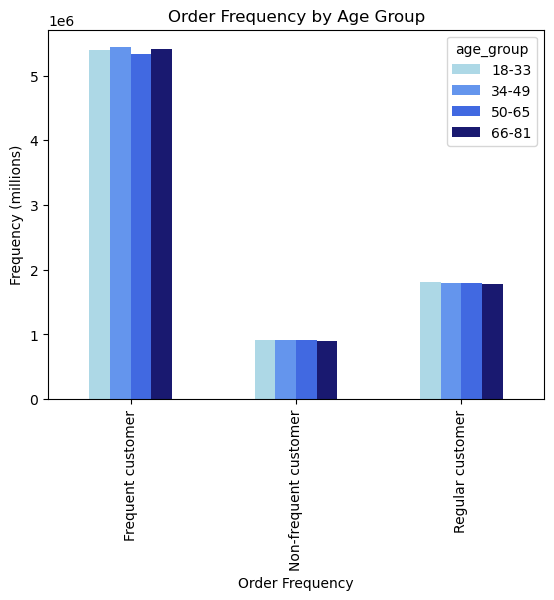 Order Frequency by Age Group
1e6
age_group
18-33
34-49
50-65
66-81
Frequency (millions)
5
4
3
2
1
0
Frequent customer
Non-frequent customer
Regular customer
Order Frequency